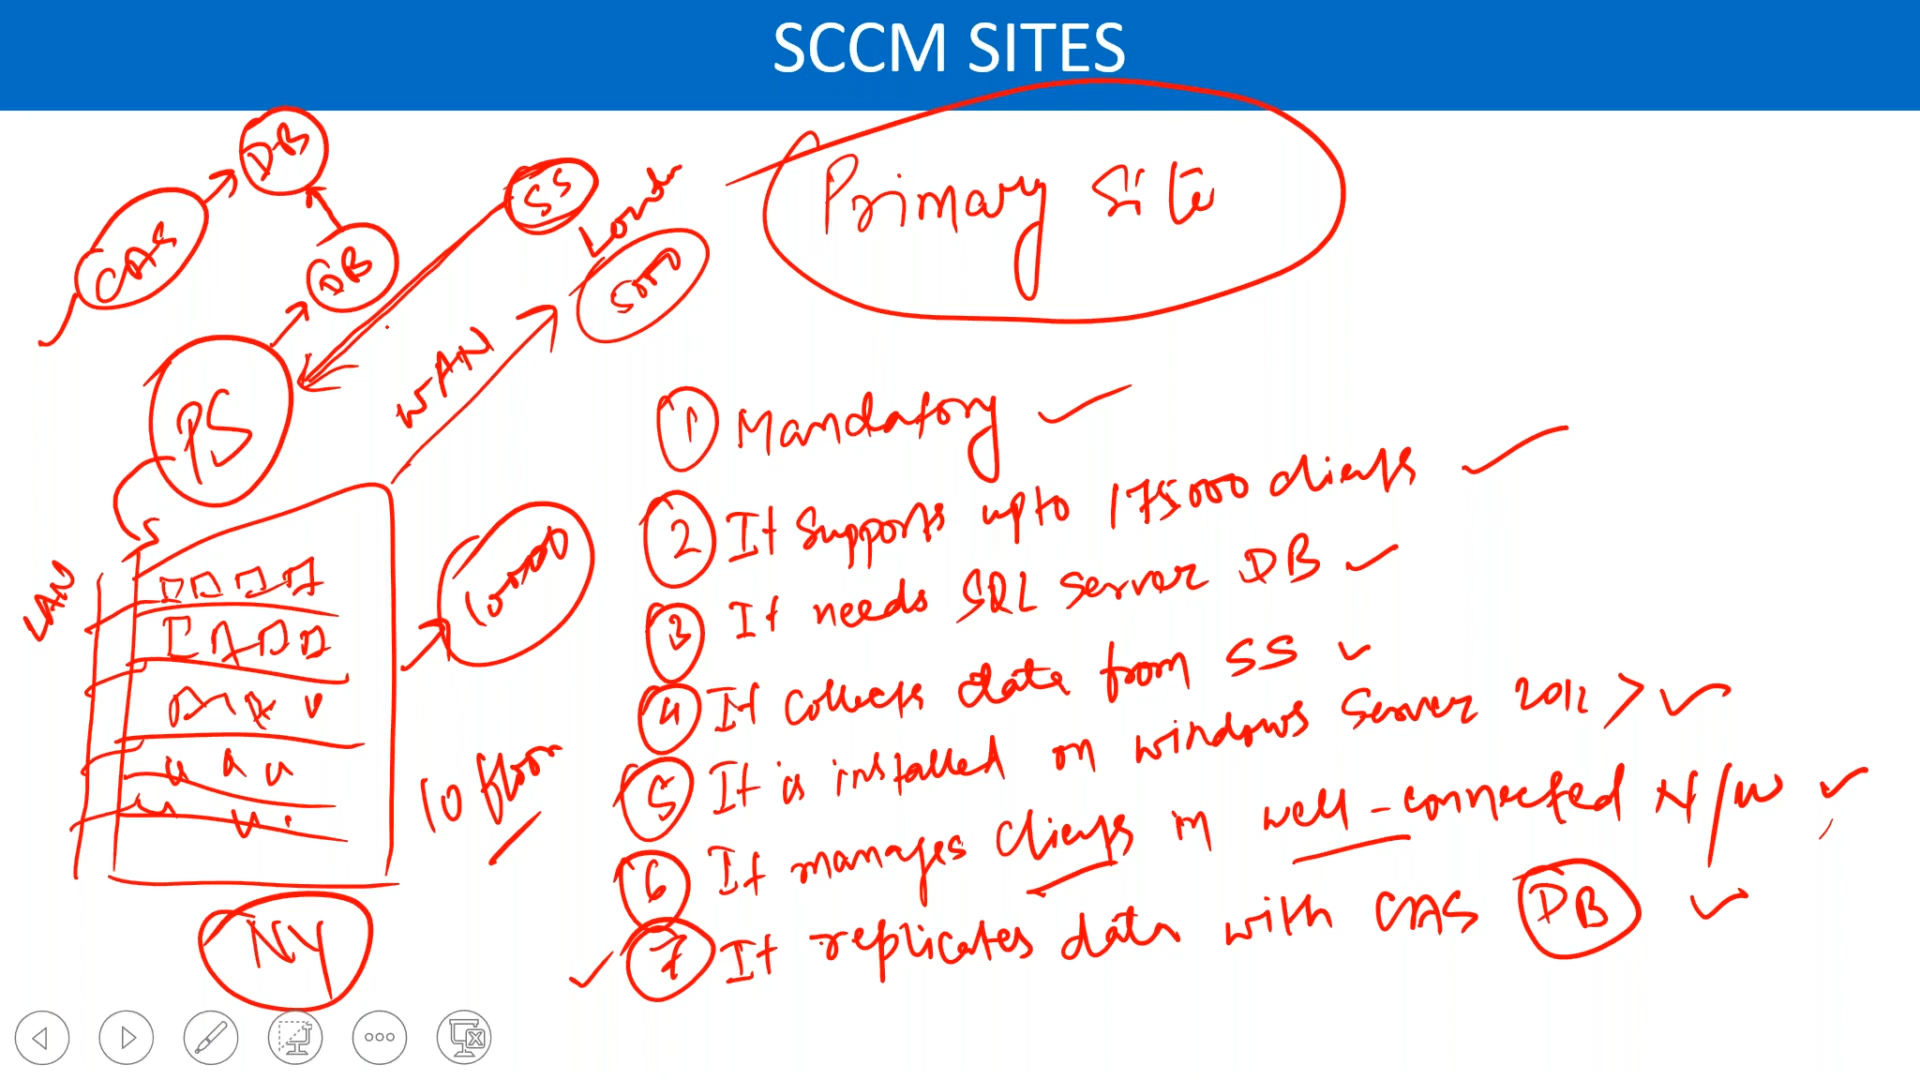 SCCM SITES
Primary Site
DB
CAS
DB
PS
SS
WAN
500
LAN
10000
10 floor
NY
1 Mandatory
2 It Supports upto 175000 clients
3 It needs SQL Server DB
4 It Collects data from SS
5 It is installed on windows Server 2012 >
6 It manages Clients in well-connected N/W
7 It replicates data with CAS DB